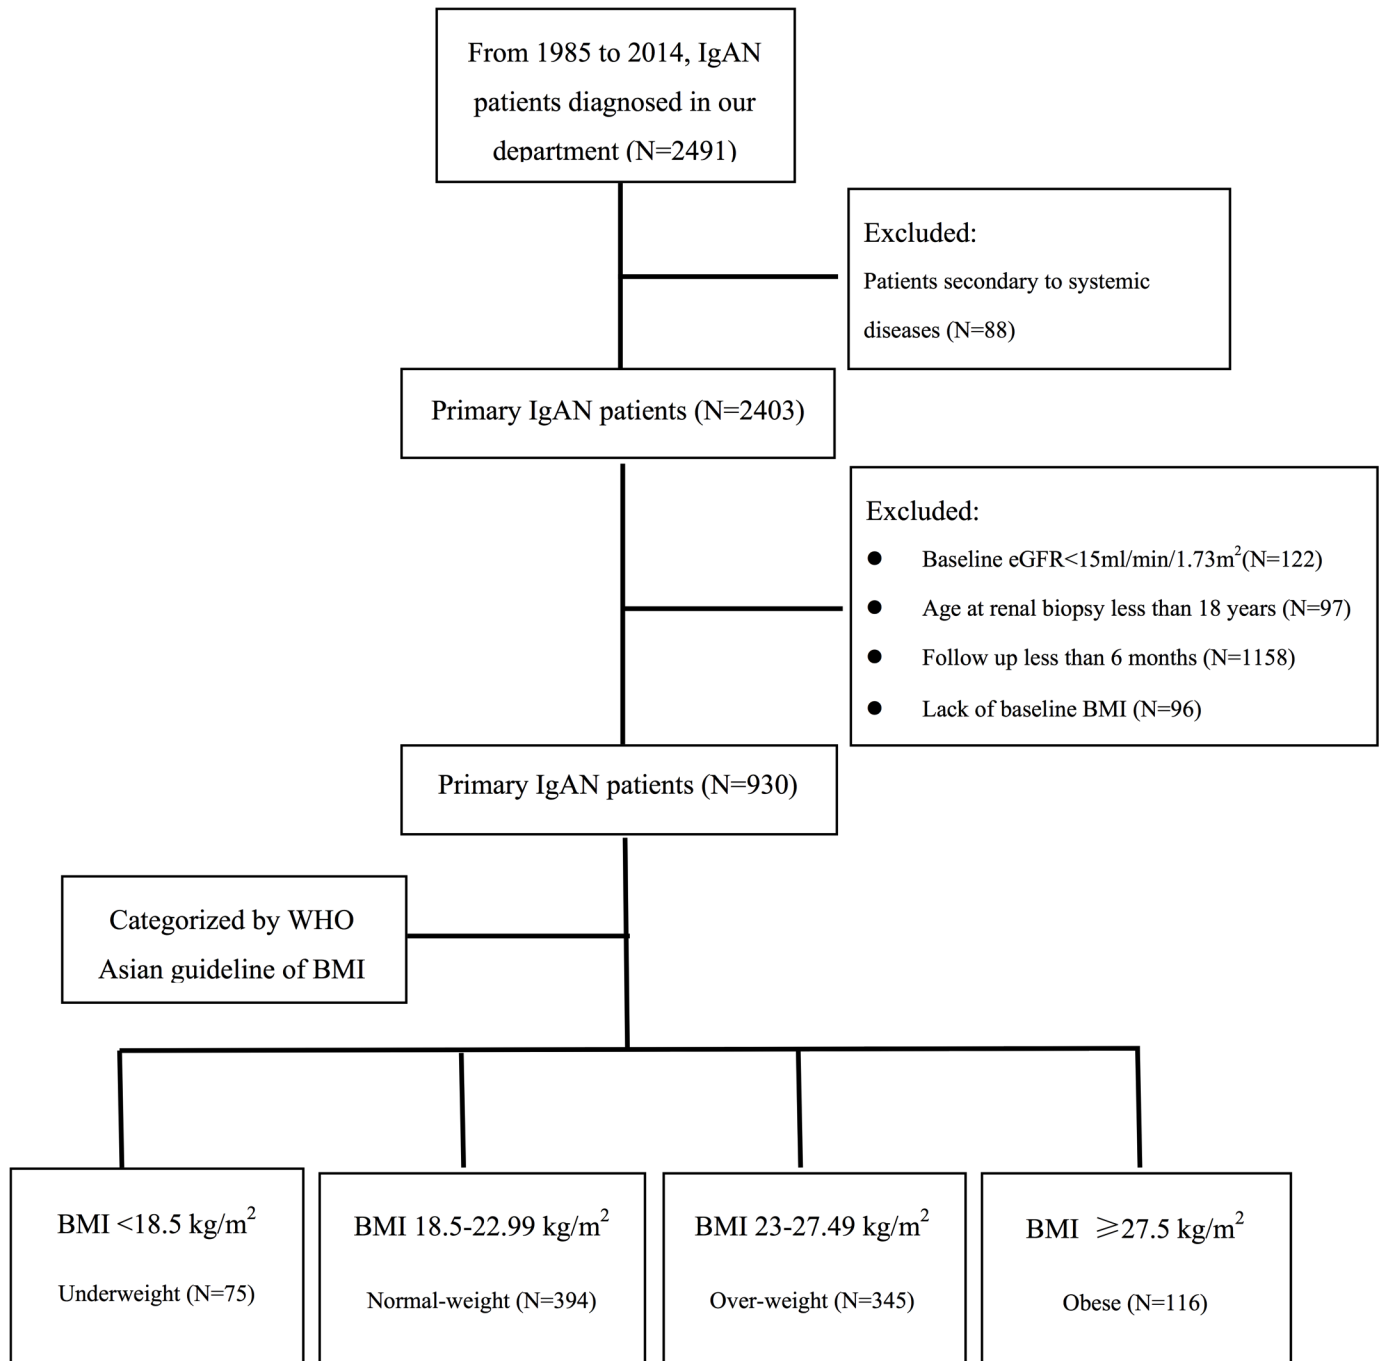 From 1985 to 2014, IgAN
patients diagnosed in our
department (N=2491)
Excluded:
Patients secondary to systemic
diseases (N=88)
Primary IgAN patients (N=2403)
Excluded:
● Baseline eGFR<15ml/min/1.73m²(N=122)
● Age at renal biopsy less than 18 years (N=97)
● Follow up less than 6 months (N=1158)
● Lack of baseline BMI (N=96)
Primary IgAN patients (N=930)
Categorized by WHO
Asian guideline of BMI
BMI <18.5 kg/m²
Underweight (N=75)
BMI 18.5-22.99 kg/m²
Normal-weight (N=394)
BMI 23-27.49 kg/m²
Over-weight (N=345)
BMI ⩾27.5 kg/m²
Obese (N=116)